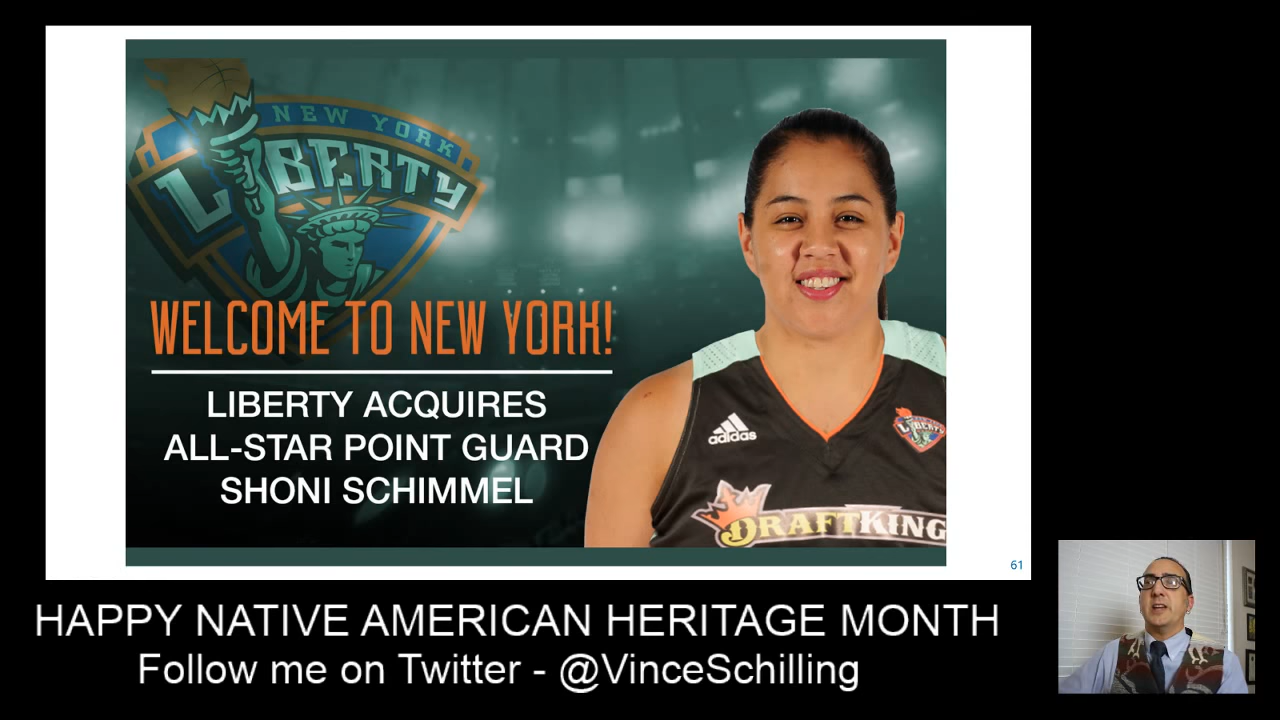 NEW YORK
LIBERTY
WELCOME TO NEW YORK!
LIBERTY ACQUIRES
ALL-STAR POINT GUARD
SHONI SCHIMMEL
adidas
LIBERTY
DRAFTKING
61
HAPPY NATIVE AMERICAN HERITAGE MONTH
Follow me on Twitter - @VinceSchilling